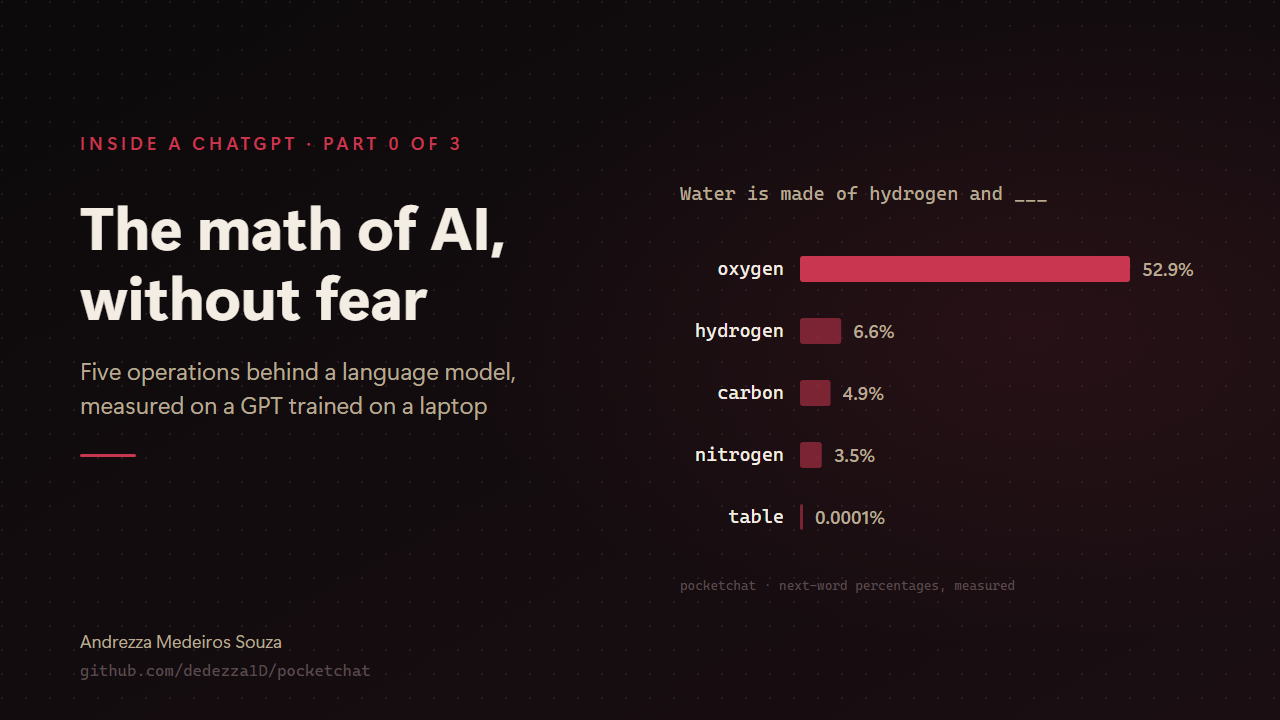 INSIDE A CHATGPT · PART 0 OF 3
The math of AI,
without fear
Five operations behind a language model,
measured on a GPT trained on a laptop
Andrezza Medeiros Souza
github.com/dedezza1D/pocketchat
Water is made of hydrogen and ___
oxygen 52.9%
hydrogen 6.6%
carbon 4.9%
nitrogen 3.5%
table 0.0001%
pocketchat · next-word percentages, measured